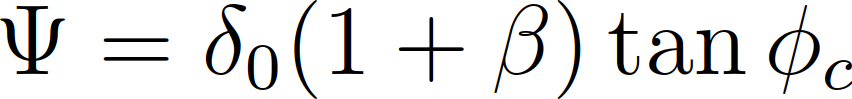 Ψ = δ₀(1 + β) tan ϕ_c